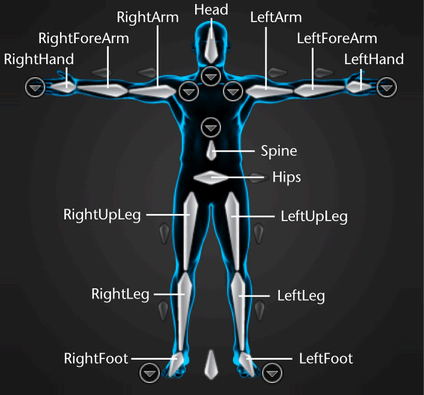 Head
RightArm
LeftArm
RightForeArm
LeftForeArm
RightHand
LeftHand
Spine
Hips
RightUpLeg
LeftUpLeg
RightLeg
LeftLeg
RightFoot
LeftFoot